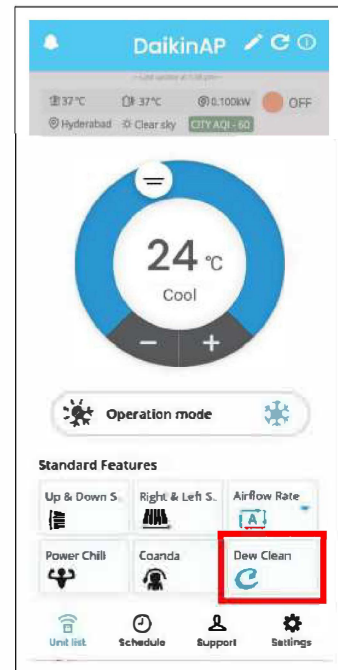 DaikinAP
37°C 37°C 0.100kW OFF
Hyderabad Clear sky CITY AQI - 60
24 °C
Cool
− +
Operation mode
Standard Features
Up & Down S.. Right & Left S.. Airflow Rate
A
Power Chill Coanda Dew Clean
Unit list Schedule Support Settings